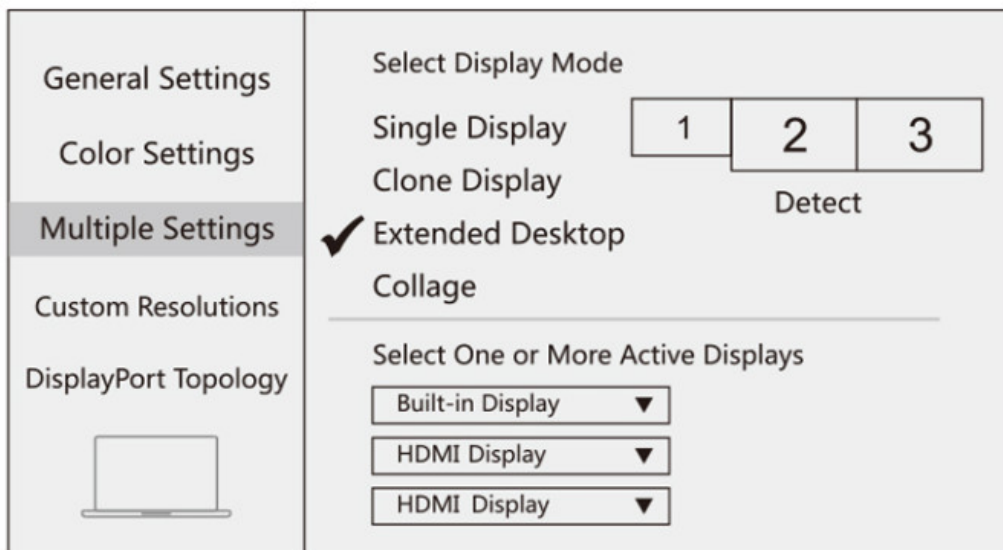 General Settings
Color Settings
Multiple Settings
Custom Resolutions
DisplayPort Topology
Select Display Mode
Single Display
Clone Display
✔ Extended Desktop
Collage
1 2 3
Detect
Select One or More Active Displays
Built-in Display ▼
HDMI Display ▼
HDMI Display ▼